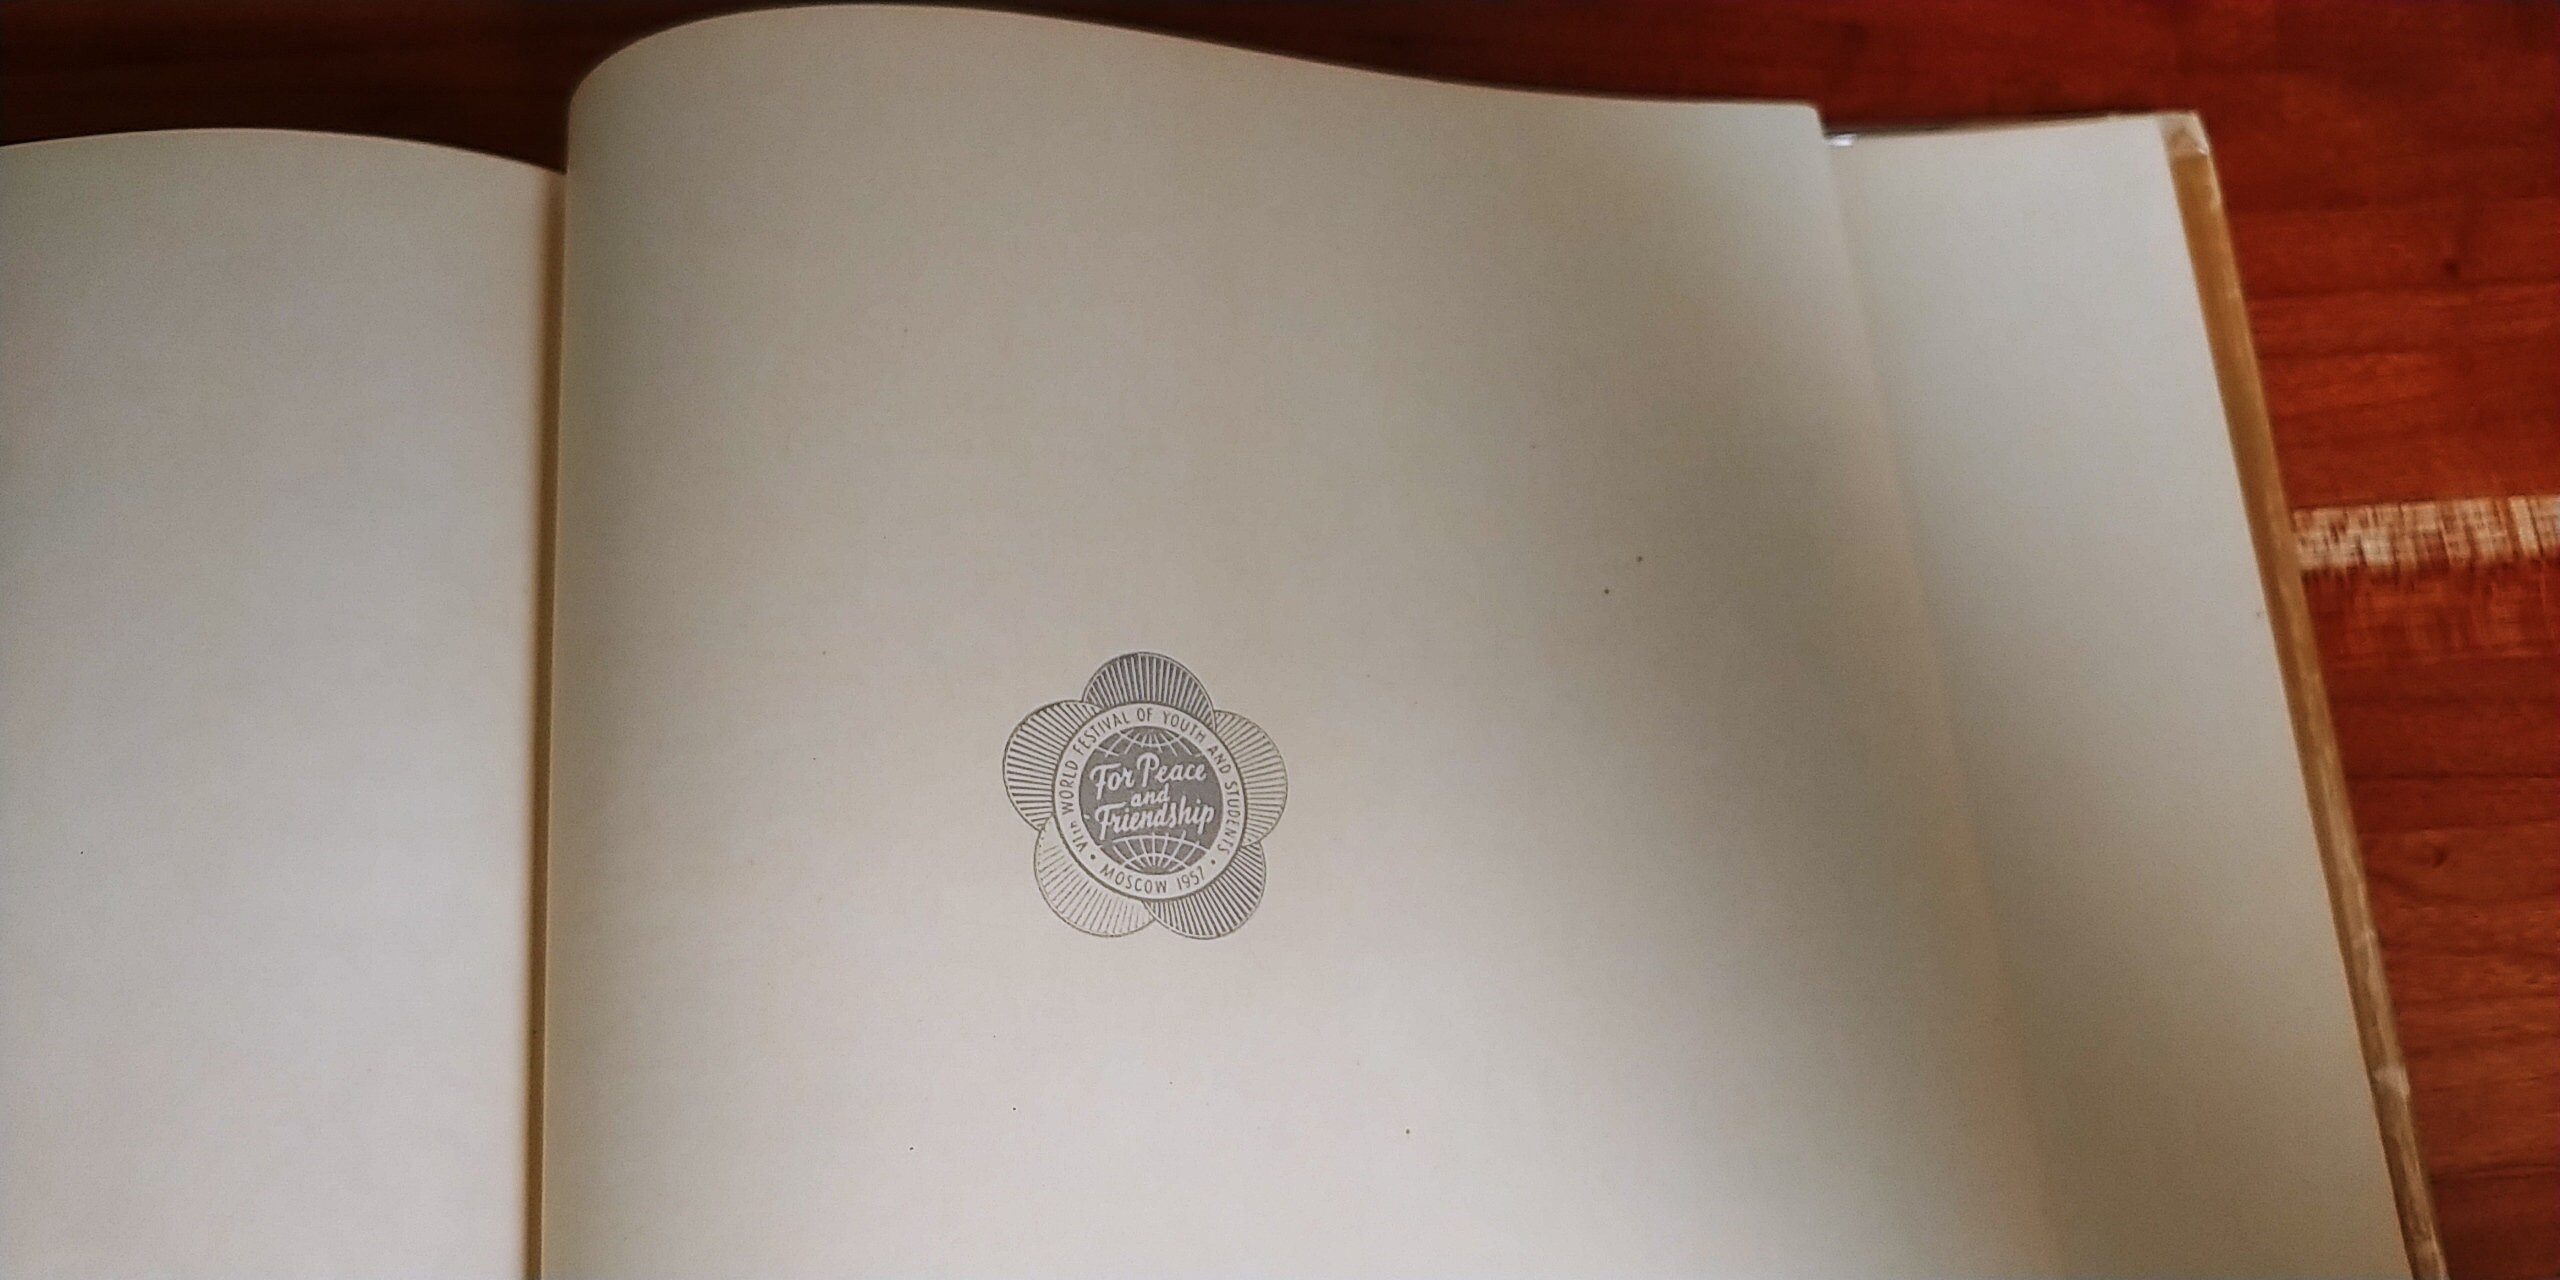 VIth WORLD FESTIVAL OF YOUTH AND STUDENTS
For Peace
and
Friendship
MOSCOW 1957